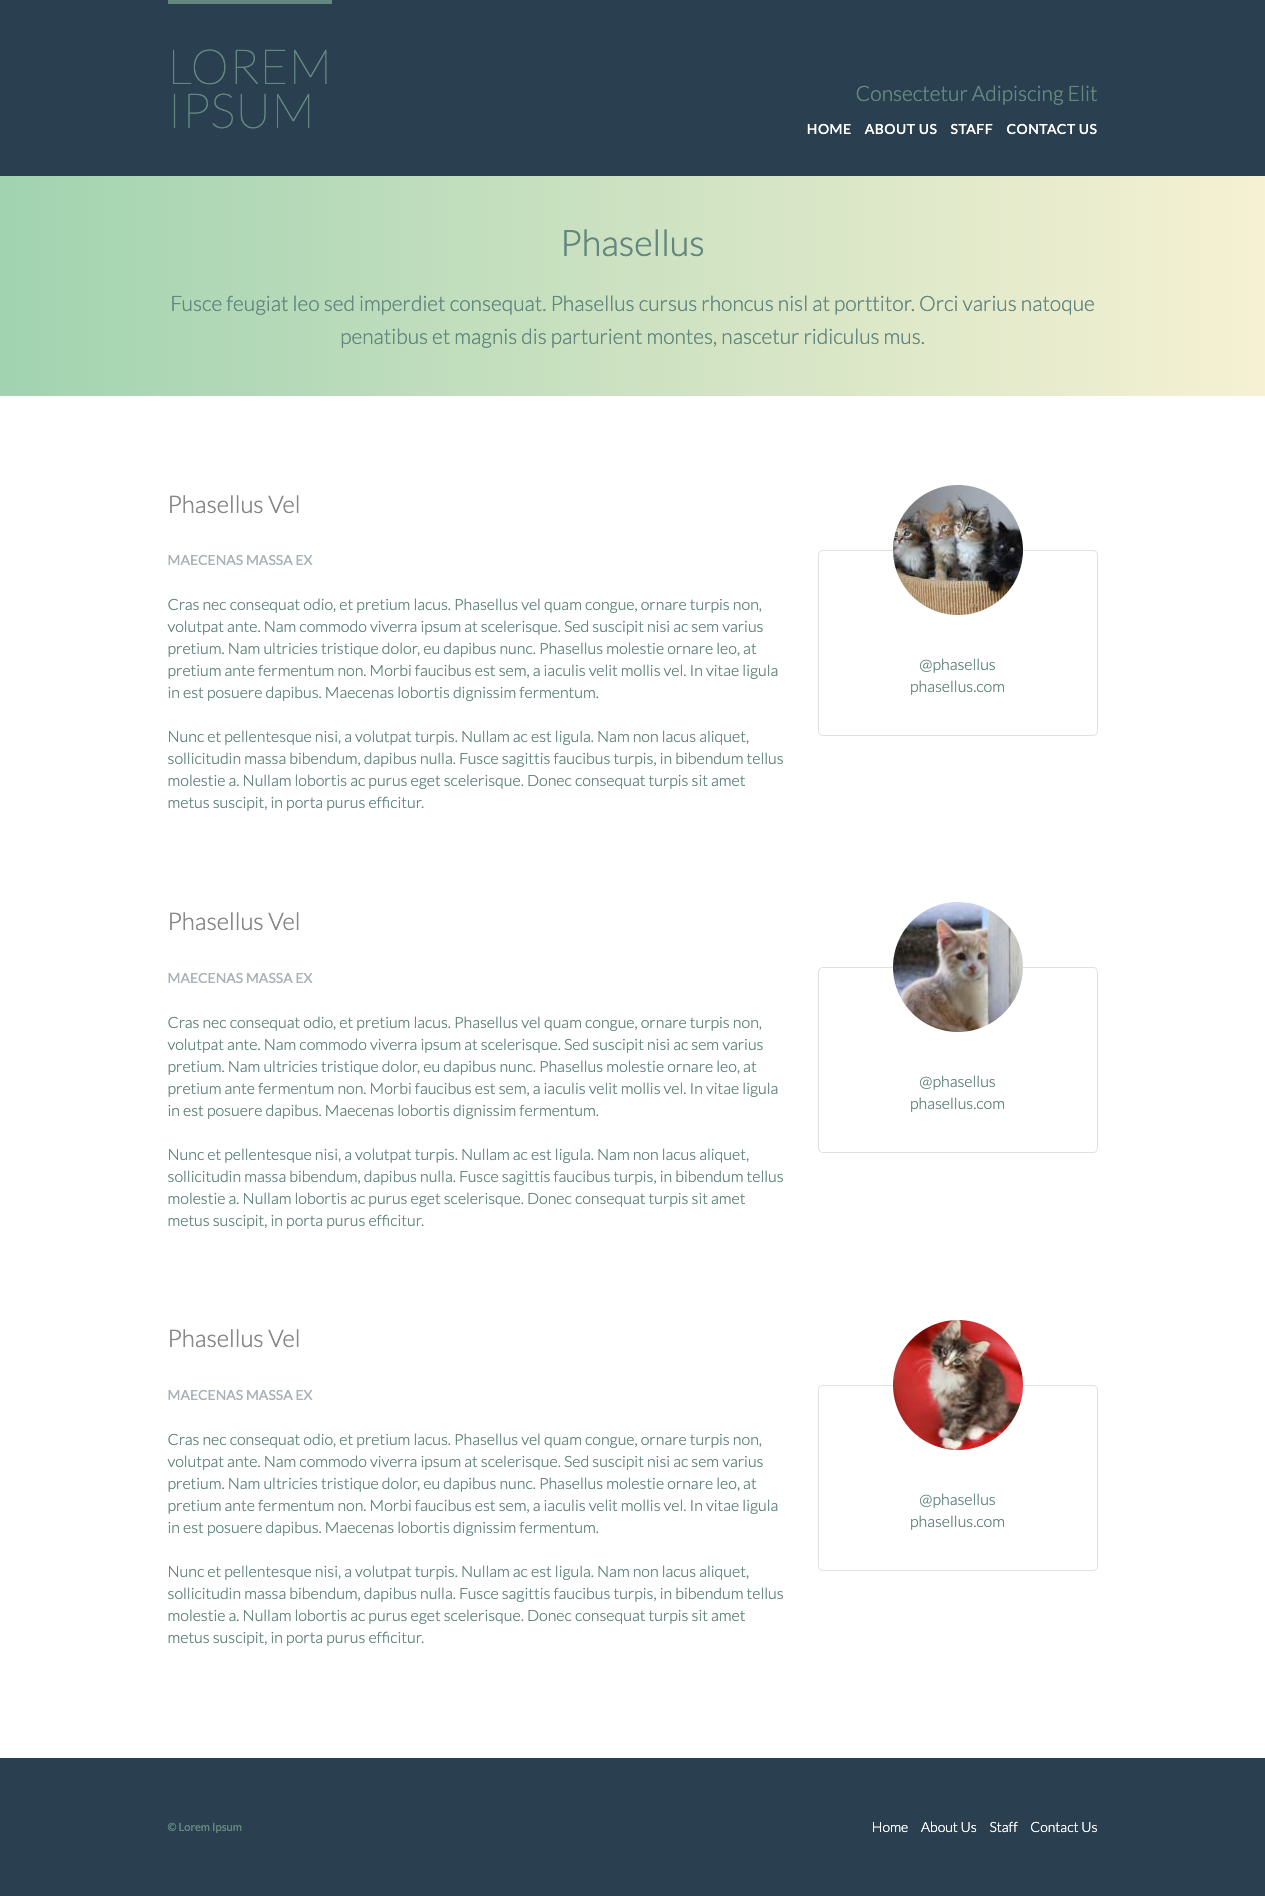 LOREM
IPSUM
Consectetur Adipiscing Elit
HOME ABOUT US STAFF CONTACT US
Phasellus
Fusce feugiat leo sed imperdiet consequat. Phasellus cursus rhoncus nisl at porttitor. Orci varius natoque
penatibus et magnis dis parturient montes, nascetur ridiculus mus.
Phasellus Vel
MAECENAS MASSA EX
Cras nec consequat odio, et pretium lacus. Phasellus vel quam congue, ornare turpis non,
volutpat ante. Nam commodo viverra ipsum at scelerisque. Sed suscipit nisi ac sem varius
pretium. Nam ultricies tristique dolor, eu dapibus nunc. Phasellus molestie ornare leo, at
pretium ante fermentum non. Morbi faucibus est sem, a iaculis velit mollis vel. In vitae ligula
in est posuere dapibus. Maecenas lobortis dignissim fermentum.
Nunc et pellentesque nisi, a volutpat turpis. Nullam ac est ligula. Nam non lacus aliquet,
sollicitudin massa bibendum, dapibus nulla. Fusce sagittis faucibus turpis, in bibendum tellus
molestie a. Nullam lobortis ac purus eget scelerisque. Donec consequat turpis sit amet
metus suscipit, in porta purus efficitur.
@phasellus
phasellus.com
Phasellus Vel
MAECENAS MASSA EX
Cras nec consequat odio, et pretium lacus. Phasellus vel quam congue, ornare turpis non,
volutpat ante. Nam commodo viverra ipsum at scelerisque. Sed suscipit nisi ac sem varius
pretium. Nam ultricies tristique dolor, eu dapibus nunc. Phasellus molestie ornare leo, at
pretium ante fermentum non. Morbi faucibus est sem, a iaculis velit mollis vel. In vitae ligula
in est posuere dapibus. Maecenas lobortis dignissim fermentum.
Nunc et pellentesque nisi, a volutpat turpis. Nullam ac est ligula. Nam non lacus aliquet,
sollicitudin massa bibendum, dapibus nulla. Fusce sagittis faucibus turpis, in bibendum tellus
molestie a. Nullam lobortis ac purus eget scelerisque. Donec consequat turpis sit amet
metus suscipit, in porta purus efficitur.
@phasellus
phasellus.com
Phasellus Vel
MAECENAS MASSA EX
Cras nec consequat odio, et pretium lacus. Phasellus vel quam congue, ornare turpis non,
volutpat ante. Nam commodo viverra ipsum at scelerisque. Sed suscipit nisi ac sem varius
pretium. Nam ultricies tristique dolor, eu dapibus nunc. Phasellus molestie ornare leo, at
pretium ante fermentum non. Morbi faucibus est sem, a iaculis velit mollis vel. In vitae ligula
in est posuere dapibus. Maecenas lobortis dignissim fermentum.
Nunc et pellentesque nisi, a volutpat turpis. Nullam ac est ligula. Nam non lacus aliquet,
sollicitudin massa bibendum, dapibus nulla. Fusce sagittis faucibus turpis, in bibendum tellus
molestie a. Nullam lobortis ac purus eget scelerisque. Donec consequat turpis sit amet
metus suscipit, in porta purus efficitur.
@phasellus
phasellus.com
© Lorem Ipsum
Home About Us Staff Contact Us